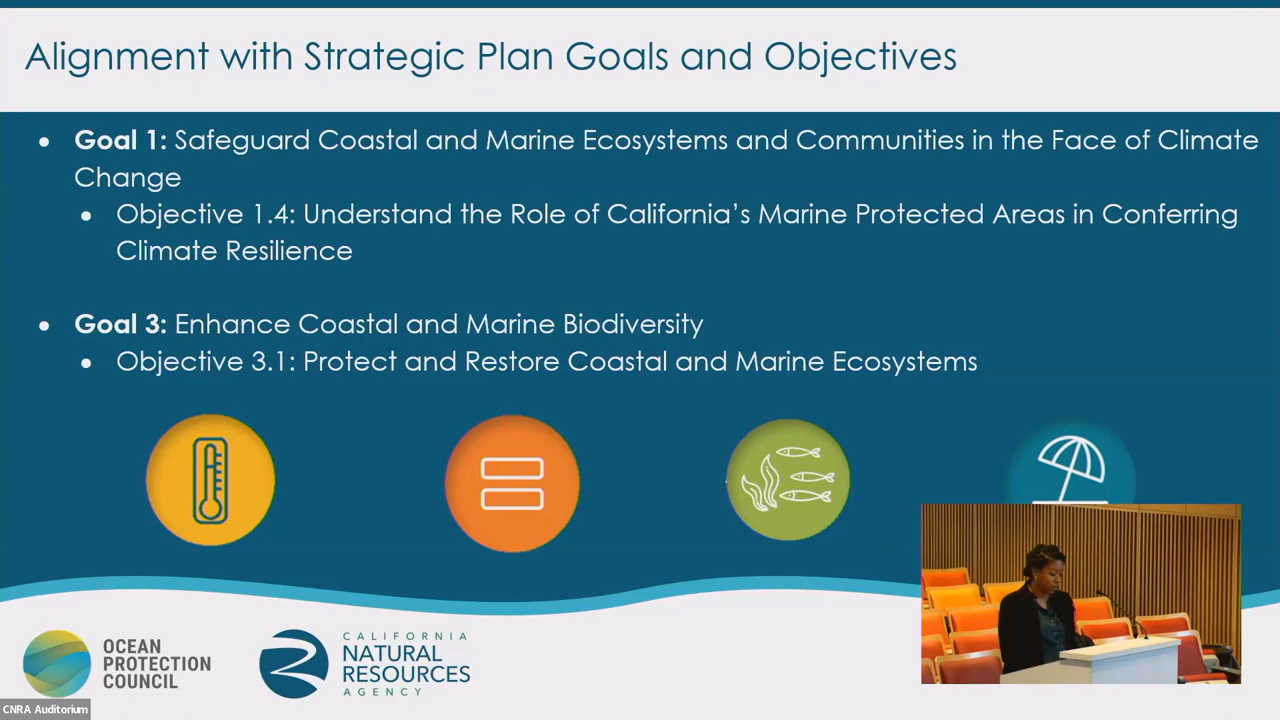 Alignment with Strategic Plan Goals and Objectives
• Goal 1: Safeguard Coastal and Marine Ecosystems and Communities in the Face of Climate
Change
• Objective 1.4: Understand the Role of California’s Marine Protected Areas in Conferring
Climate Resilience
• Goal 3: Enhance Coastal and Marine Biodiversity
• Objective 3.1: Protect and Restore Coastal and Marine Ecosystems
OCEAN
PROTECTION
COUNCIL
CALIFORNIA
NATURAL
RESOURCES
AGENCY
CNRA Auditorium